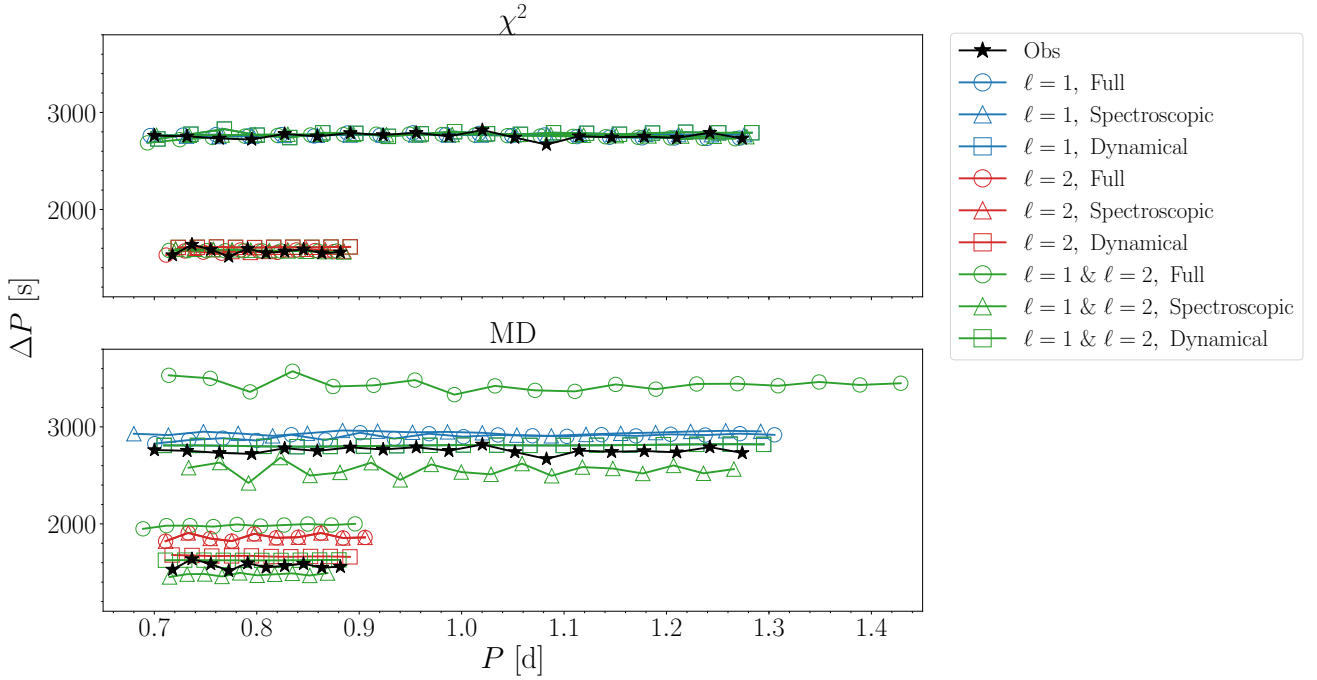 χ²
3000
2000
MD
3000
2000
ΔP [s]
0.7 0.8 0.9 1.0 1.1 1.2 1.3 1.4
P [d]
Obs
ℓ = 1, Full
ℓ = 1, Spectroscopic
ℓ = 1, Dynamical
ℓ = 2, Full
ℓ = 2, Spectroscopic
ℓ = 2, Dynamical
ℓ = 1 & ℓ = 2, Full
ℓ = 1 & ℓ = 2, Spectroscopic
ℓ = 1 & ℓ = 2, Dynamical